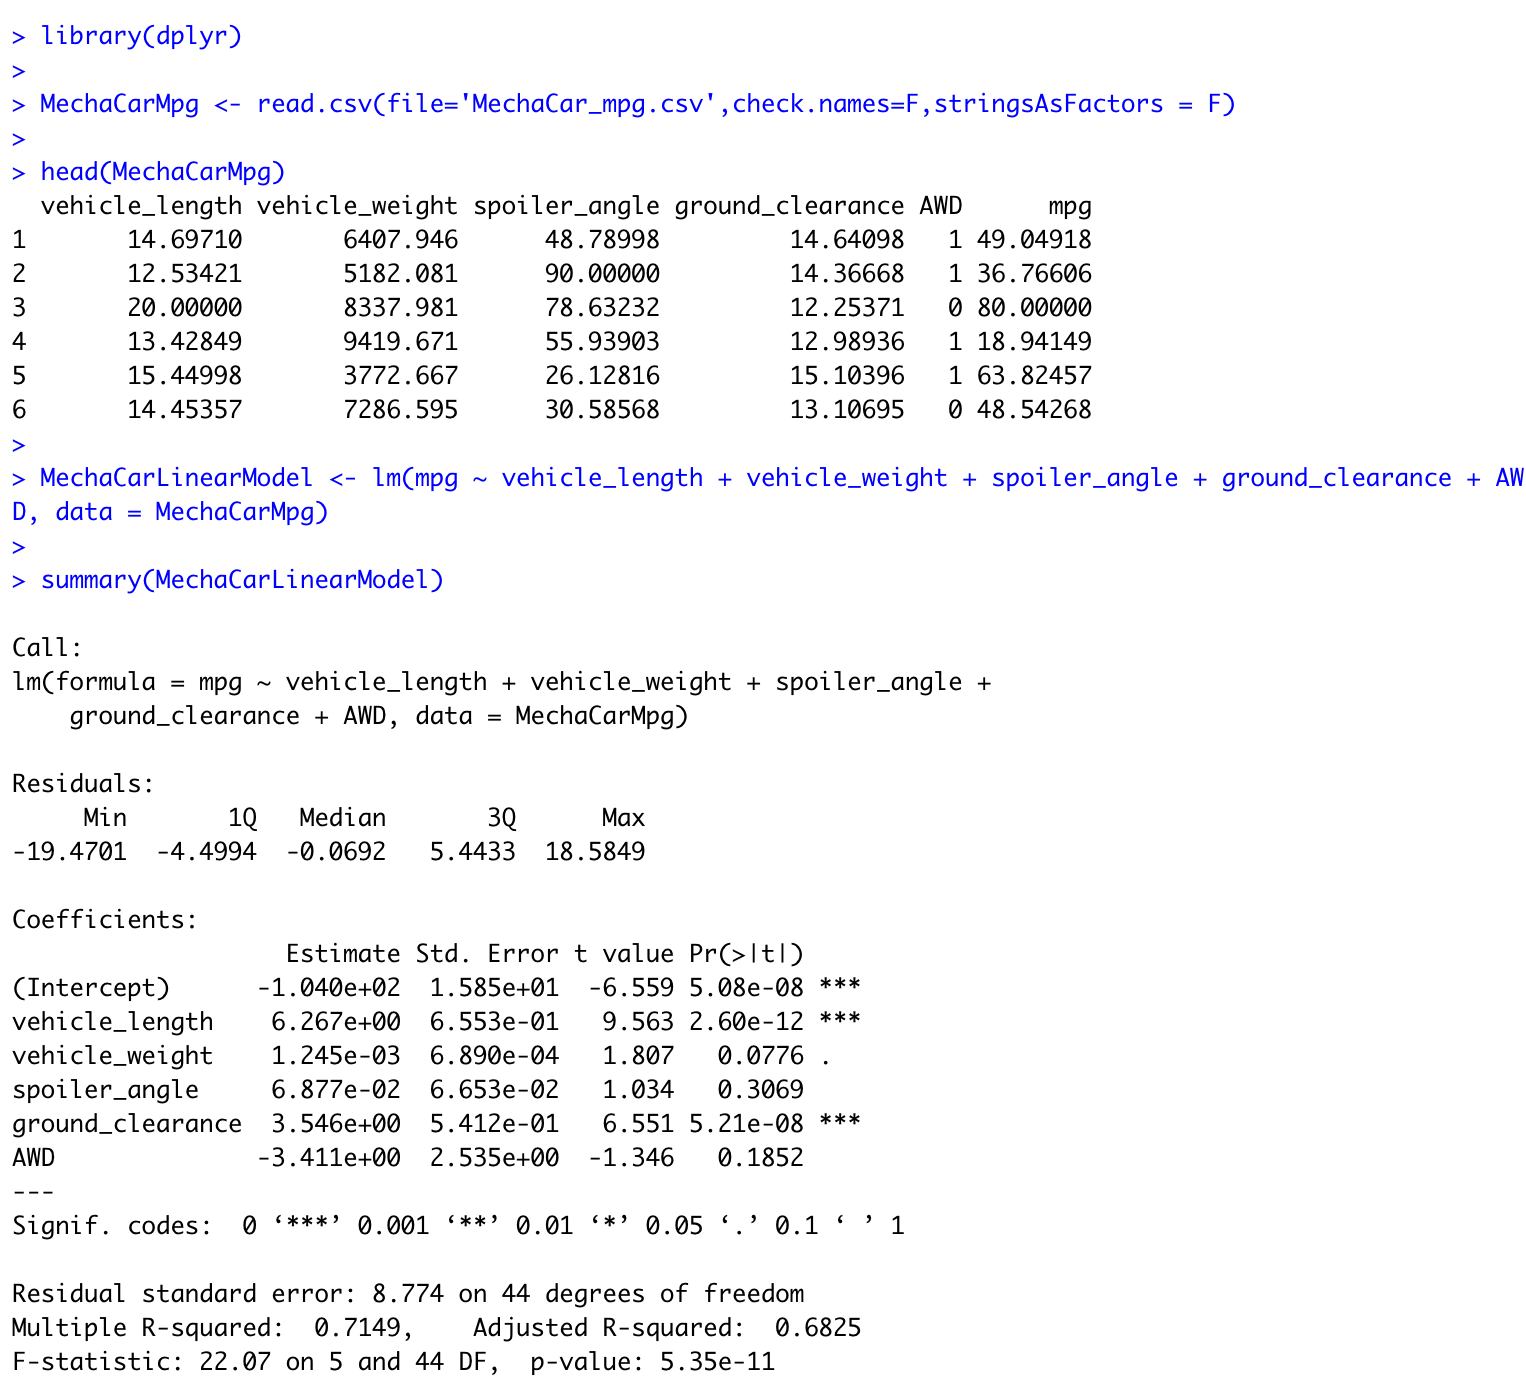 > library(dplyr)
>
> MechaCarMpg <- read.csv(file='MechaCar_mpg.csv',check.names=F,stringsAsFactors = F)
>
> head(MechaCarMpg)
  vehicle_length vehicle_weight spoiler_angle ground_clearance AWD      mpg
1       14.69710       6407.946      48.78998         14.64098   1 49.04918
2       12.53421       5182.081      90.00000         14.36668   1 36.76606
3       20.00000       8337.981      78.63232         12.25371   0 80.00000
4       13.42849       9419.671      55.93903         12.98936   1 18.94149
5       15.44998       3772.667      26.12816         15.10396   1 63.82457
6       14.45357       7286.595      30.58568         13.10695   0 48.54268
>
> MechaCarLinearModel <- lm(mpg ~ vehicle_length + vehicle_weight + spoiler_angle + ground_clearance + AW
D, data = MechaCarMpg)
>
> summary(MechaCarLinearModel)

Call:
lm(formula = mpg ~ vehicle_length + vehicle_weight + spoiler_angle +
    ground_clearance + AWD, data = MechaCarMpg)

Residuals:
     Min       1Q   Median       3Q      Max
-19.4701  -4.4994  -0.0692   5.4433  18.5849

Coefficients:
                   Estimate Std. Error t value Pr(>|t|)
(Intercept)      -1.040e+02  1.585e+01  -6.559 5.08e-08 ***
vehicle_length    6.267e+00  6.553e-01   9.563 2.60e-12 ***
vehicle_weight    1.245e-03  6.890e-04   1.807   0.0776 .
spoiler_angle     6.877e-02  6.653e-02   1.034   0.3069
ground_clearance  3.546e+00  5.412e-01   6.551 5.21e-08 ***
AWD              -3.411e+00  2.535e+00  -1.346   0.1852
---
Signif. codes:  0 ‘***’ 0.001 ‘**’ 0.01 ‘*’ 0.05 ‘.’ 0.1 ‘ ’ 1

Residual standard error: 8.774 on 44 degrees of freedom
Multiple R-squared:  0.7149,    Adjusted R-squared:  0.6825
F-statistic: 22.07 on 5 and 44 DF,  p-value: 5.35e-11